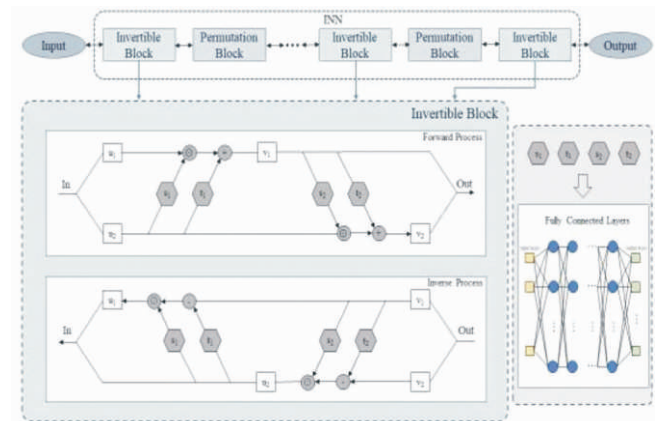 INN
Input
Invertible
Block
Permutation
Block
Invertible
Block
Permutation
Block
Invertible
Block
Output
Invertible Block
Forward Process
In
u₁
u₂
s₁
t₁
v₁
s₂
t₂
v₂
Out
Inverse Process
In
u₁
s₁
t₁
u₂
s₂
t₂
v₁
v₂
Out
t₁
s₂
t₂
Fully Connected Layers